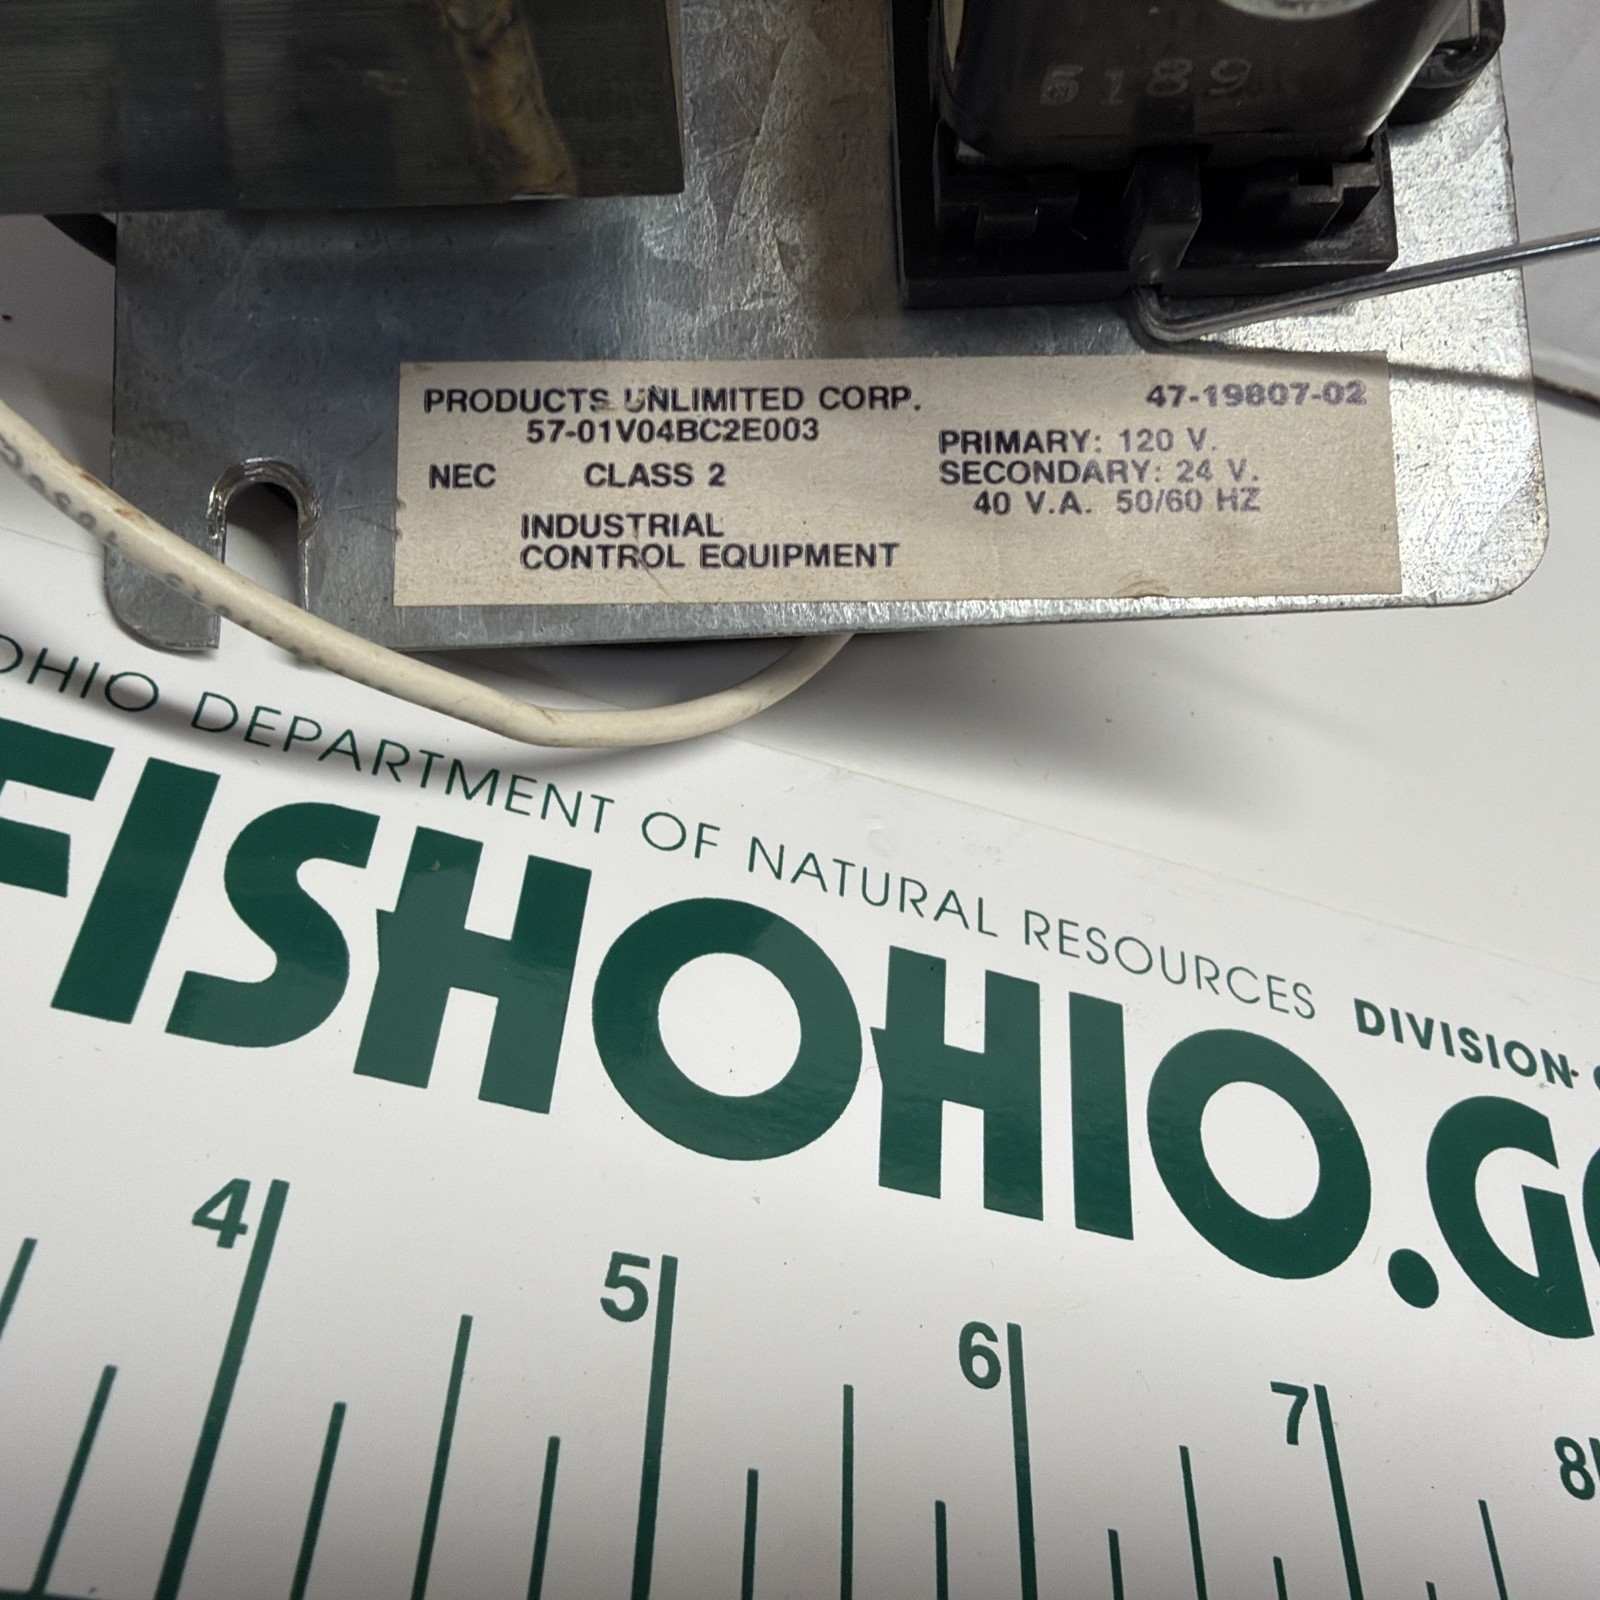 5189
PRODUCTS UNLIMITED CORP.
57-01V04BC2E003
NEC CLASS 2
INDUSTRIAL
CONTROL EQUIPMENT
47-19807-02
PRIMARY: 120 V.
SECONDARY: 24 V.
40 V.A. 50/60 HZ
OHIO DEPARTMENT OF NATURAL RESOURCES DIVISION
FISHOHIO.G
4
5
6
7
8